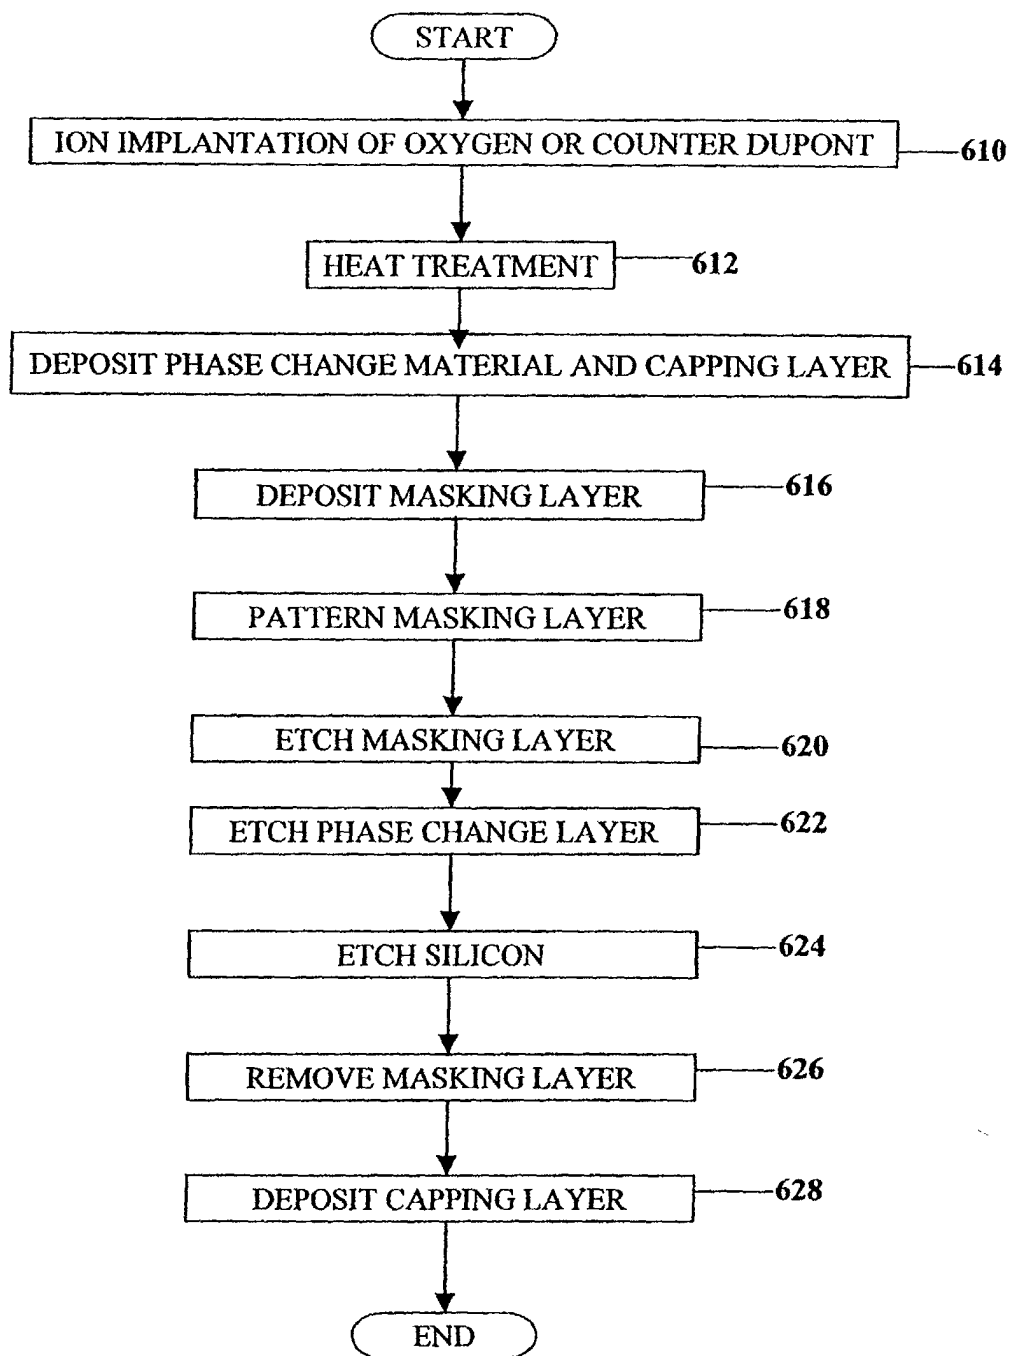 START
ION IMPLANTATION OF OXYGEN OR COUNTER DUPONT 610
HEAT TREATMENT 612
DEPOSIT PHASE CHANGE MATERIAL AND CAPPING LAYER 614
DEPOSIT MASKING LAYER 616
PATTERN MASKING LAYER 618
ETCH MASKING LAYER 620
ETCH PHASE CHANGE LAYER 622
ETCH SILICON 624
REMOVE MASKING LAYER 626
DEPOSIT CAPPING LAYER 628
END